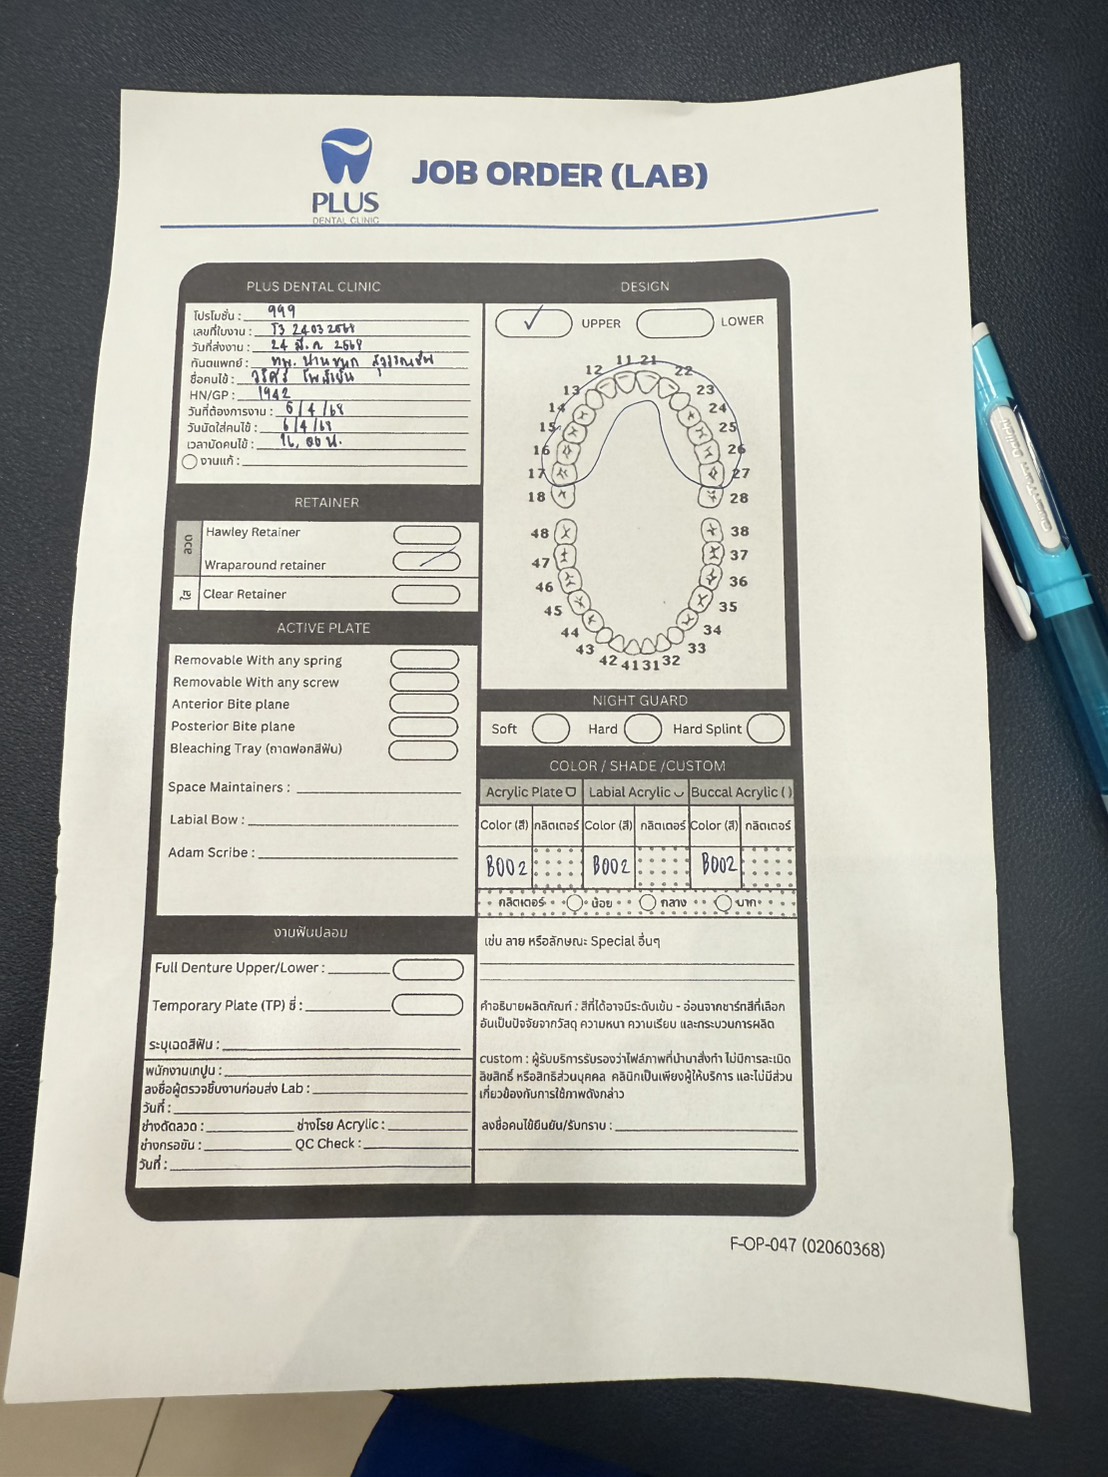 PLUS
DENTAL CLINIC
JOB ORDER (LAB)
PLUS DENTAL CLINIC
โปรโมชั่น : 999
เลขที่ใบงาน : T3 24032568
วันที่ส่งงาน : 24 มี.ค 2568
ทันตแพทย์ : ทพ.
ชื่อคนไข้ :
HN/GP : 1942
วันที่ต้องการงาน : 6/4/68
วันนัดใส่คนไข้ : 6/4/68
เวลานัดคนไข้ :
งานแก้ :
DESIGN
UPPER
LOWER
11 21
12 22
13 23
14 24
15 25
16 26
17 27
18 28
48 38
47 37
46 36
45 35
44 34
43 33
42 41 31 32
RETAINER
ลวด
Hawley Retainer
Wraparound retainer
ใส
Clear Retainer
ACTIVE PLATE
Removable With any spring
Removable With any screw
Anterior Bite plane
Posterior Bite plane
Bleaching Tray (ถาดฟอกสีฟัน)
Space Maintainers :
Labial Bow :
Adam Scribe :
NIGHT GUARD
Soft Hard Hard Splint
COLOR / SHADE /CUSTOM
Acrylic Plate Labial Acrylic Buccal Acrylic ( )
Color (สี) กลิตเตอร์ Color (สี) กลิตเตอร์ Color (สี) กลิตเตอร์
B002 B002 B002
กลิตเตอร์ น้อย กลาง มาก
เช่น ลาย หรือลักษณะ Special อื่นๆ
คำอธิบายผลิตภัณฑ์ : สีที่ได้อาจมีระดับเข้ม - อ่อนจากชาร์ทสีที่เลือก
อันเป็นปัจจัยจากวัสดุ ความหนา ความเรียบ และกระบวนการผลิต
custom : ผู้รับบริการรับรองว่าไฟล์ภาพที่นำมาสั่งทำ ไม่มีการละเมิด
ลิขสิทธิ์ หรือสิทธิส่วนบุคคล คลินิกเป็นเพียงผู้ให้บริการ และไม่มีส่วน
เกี่ยวข้องกับการใช้ภาพดังกล่าว
ลงชื่อคนไข้ยืนยัน/รับทราบ :
งานฟันปลอม
Full Denture Upper/Lower :
Temporary Plate (TP) ซี่ :
ระบุเฉดสีฟัน :
พนักงานเทปูน :
ลงชื่อผู้ตรวจชิ้นงานก่อนส่ง Lab :
วันที่ :
ช่างดัดลวด : ช่างโรย Acrylic :
ช่างกรอขัน : QC Check :
วันที่ :
F-OP-047 (02060368)